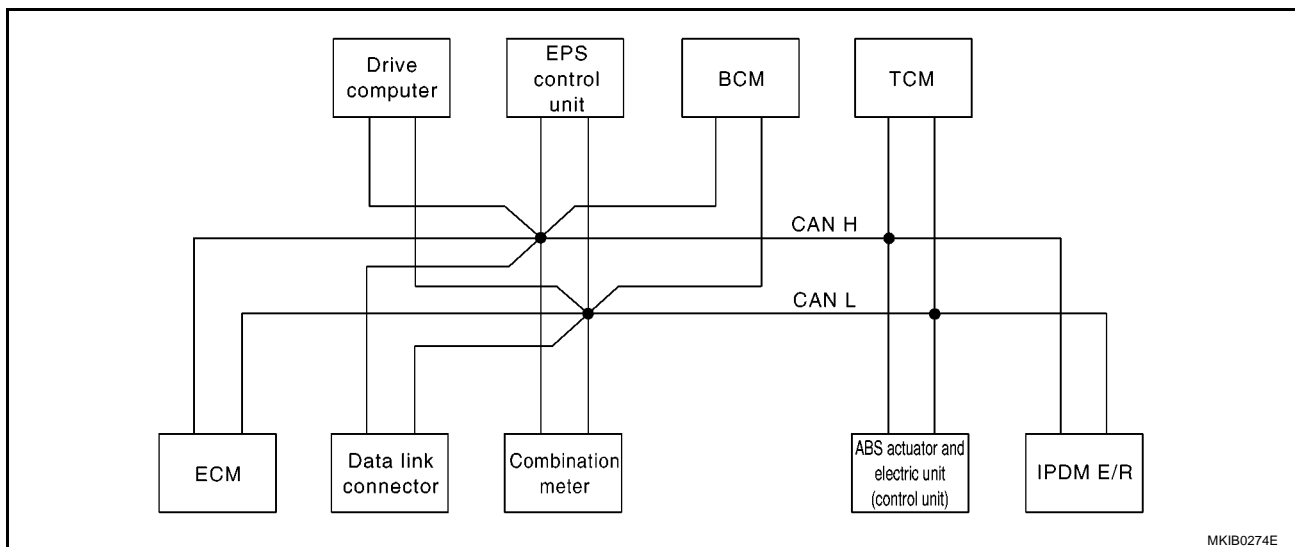 Drive
computer
EPS
control
unit
BCM
TCM
CAN H
CAN L
ECM
Data link
connector
Combination
meter
ABS actuator and
electric unit
(control unit)
IPDM E/R
MKIB0274E